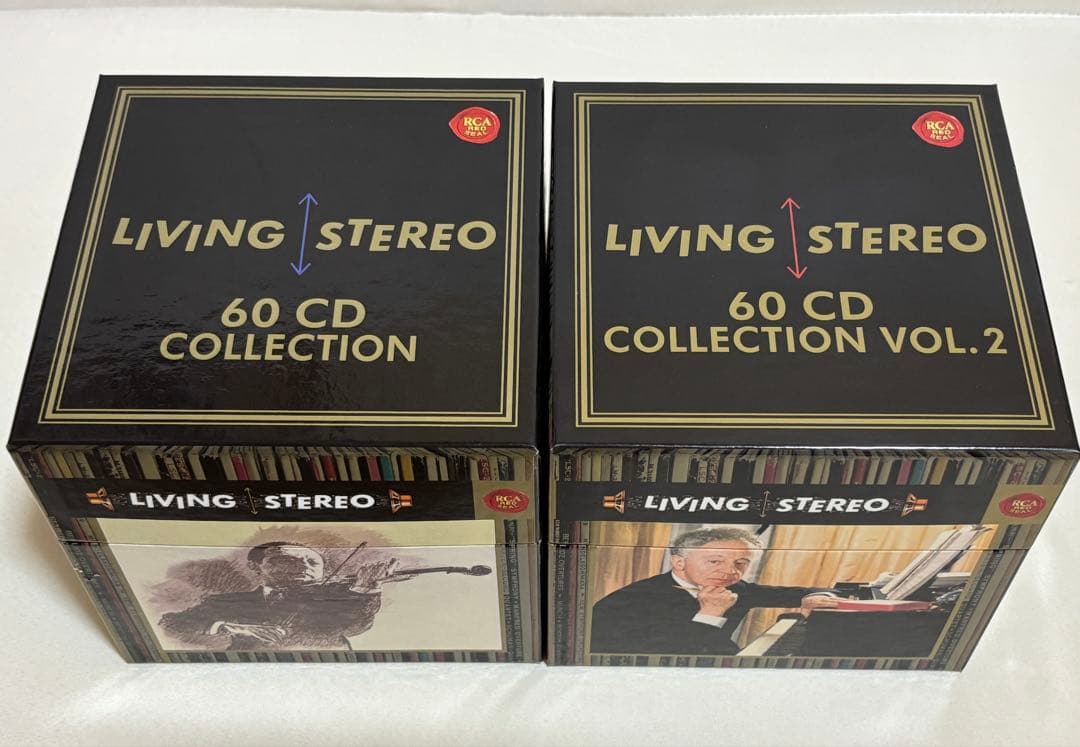 RCA
RED
SEAL
LIVING STEREO
60 CD
COLLECTION
LIVING STEREO
RCA
RED
SEAL
RCA
RED
SEAL
LIVING STEREO
60 CD
COLLECTION VOL. 2
LIVING STEREO
RCA
RED
SEAL